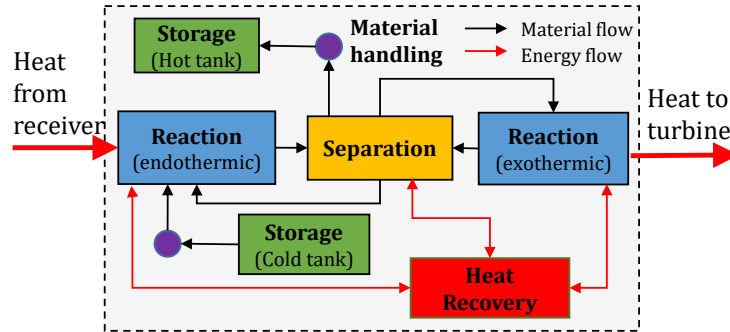 Storage
(Hot tank)
Material
handling
Material flow
Energy flow
Heat
from
receiver
Heat to
turbine
Reaction
(endothermic)
Separation
Reaction
(exothermic)
Storage
(Cold tank)
Heat
Recovery